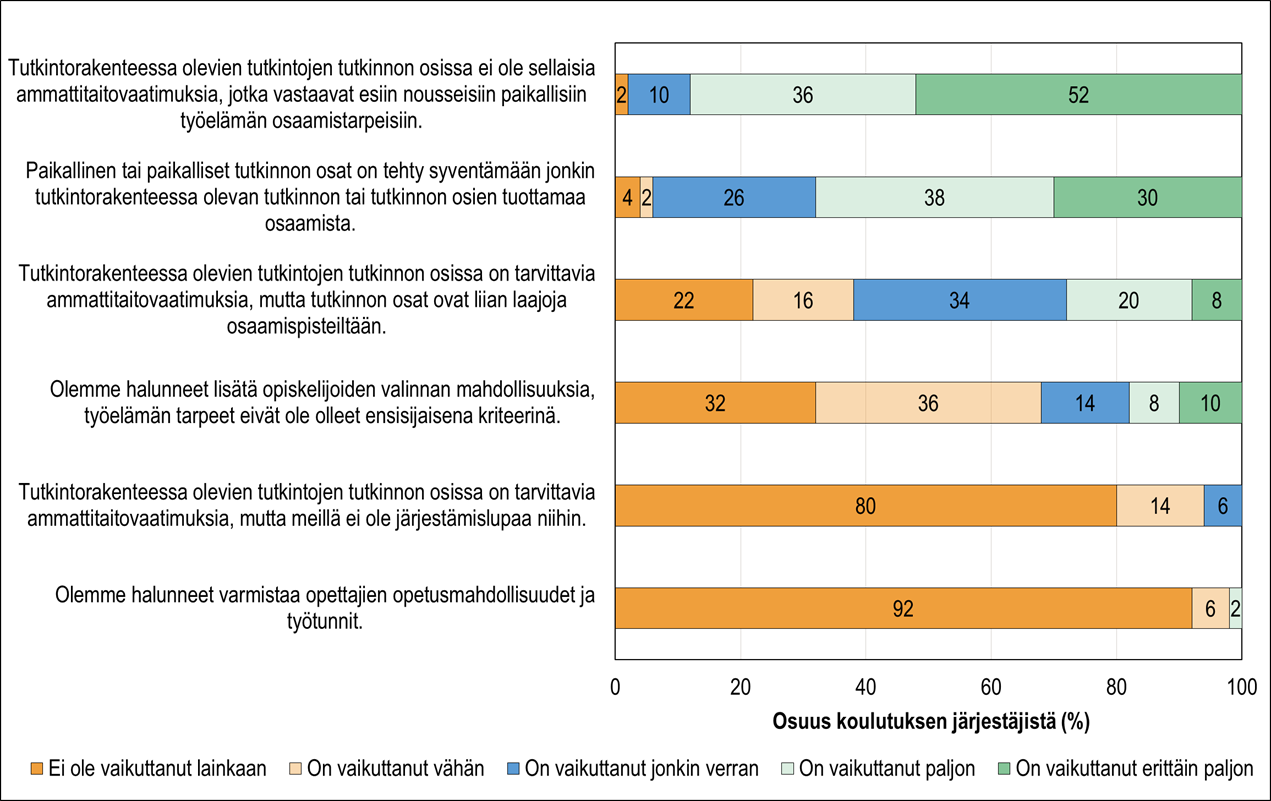 Tutkintorakenteessa olevien tutkintojen tutkinnon osissa ei ole sellaisia
ammattitaitovaatimuksia, jotka vastaavat esiin nousseisiin paikallisiin
työelämän osaamistarpeisiin.
2 10 36 52
Paikallinen tai paikalliset tutkinnon osat on tehty syventämään jonkin
tutkintorakenteessa olevan tutkinnon tai tutkinnon osien tuottamaa
osaamista.
4 2 26 38 30
Tutkintorakenteessa olevien tutkintojen tutkinnon osissa on tarvittavia
ammattitaitovaatimuksia, mutta tutkinnon osat ovat liian laajoja
osaamispisteiltään.
22 16 34 20 8
Olemme halunneet lisätä opiskelijoiden valinnan mahdollisuuksia,
työelämän tarpeet eivät ole olleet ensisijaisena kriteerinä.
32 36 14 8 10
Tutkintorakenteessa olevien tutkintojen tutkinnon osissa on tarvittavia
ammattitaitovaatimuksia, mutta meillä ei ole järjestämislupaa niihin.
80 14 6
Olemme halunneet varmistaa opettajien opetusmahdollisuudet ja
työtunnit.
92 6 2
0 20 40 60 80 100
Osuus koulutuksen järjestäjistä (%)
Ei ole vaikuttanut lainkaan On vaikuttanut vähän On vaikuttanut jonkin verran On vaikuttanut paljon On vaikuttanut erittäin paljon